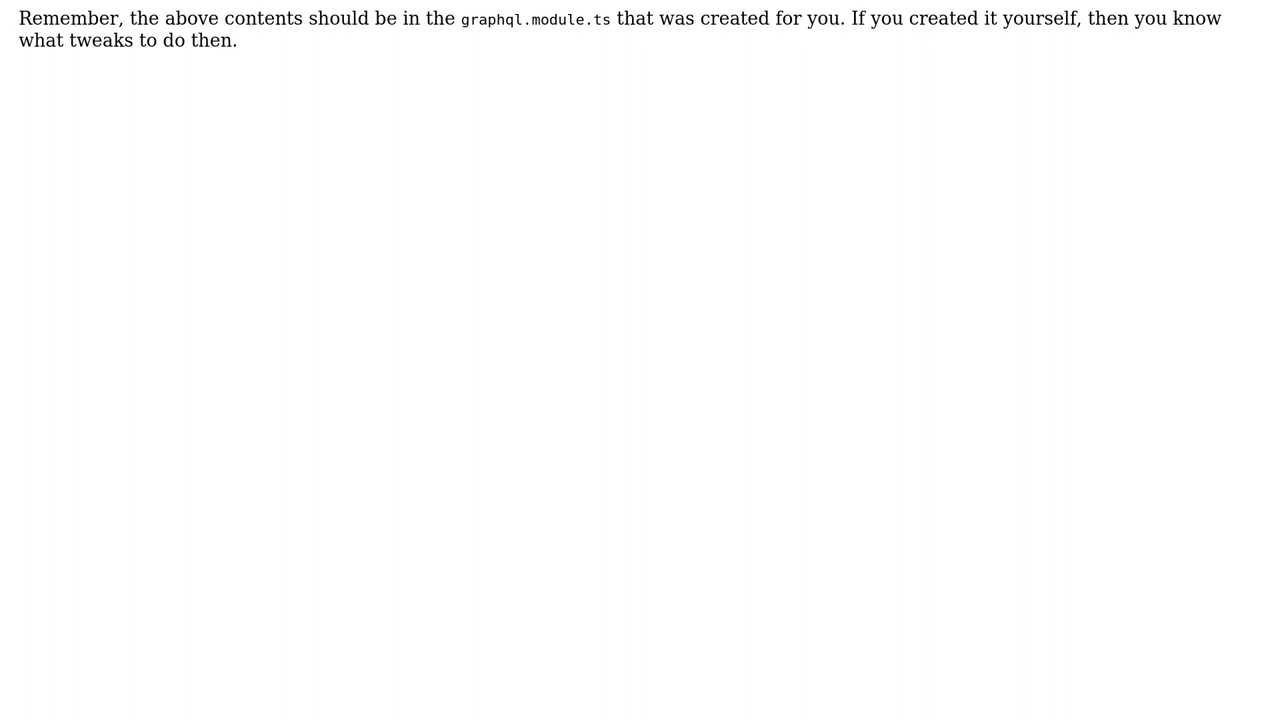 Remember, the above contents should be in the graphql.module.ts that was created for you. If you created it yourself, then you know
what tweaks to do then.